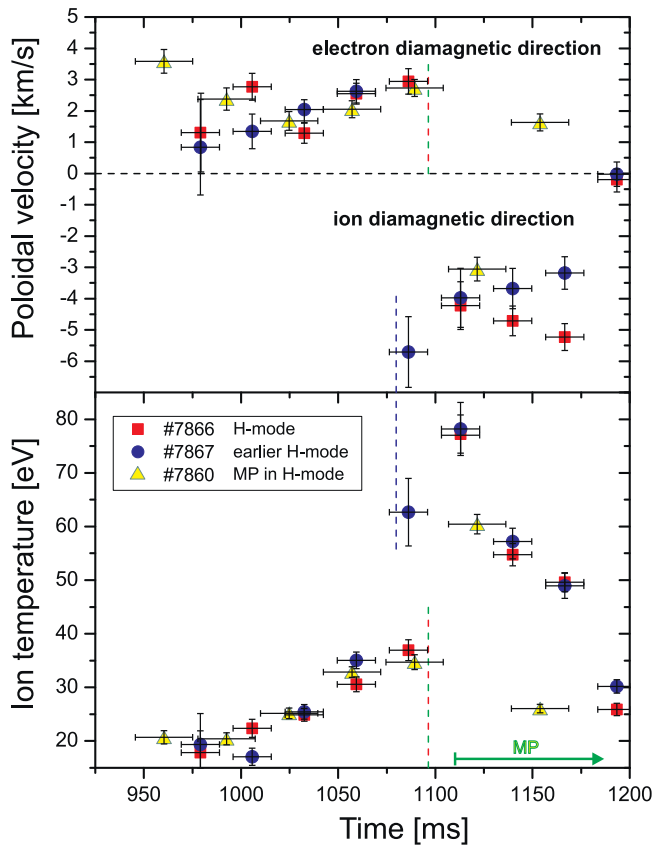 Poloidal velocity [km/s]
5
4
3
2
1
0
-1
-2
-3
-4
-5
-6
electron diamagnetic direction
ion diamagnetic direction
Ion temperature [eV]
80
70
60
50
40
30
20
#7866 H-mode
#7867 earlier H-mode
#7860 MP in H-mode
MP
950 1000 1050 1100 1150 1200
Time [ms]